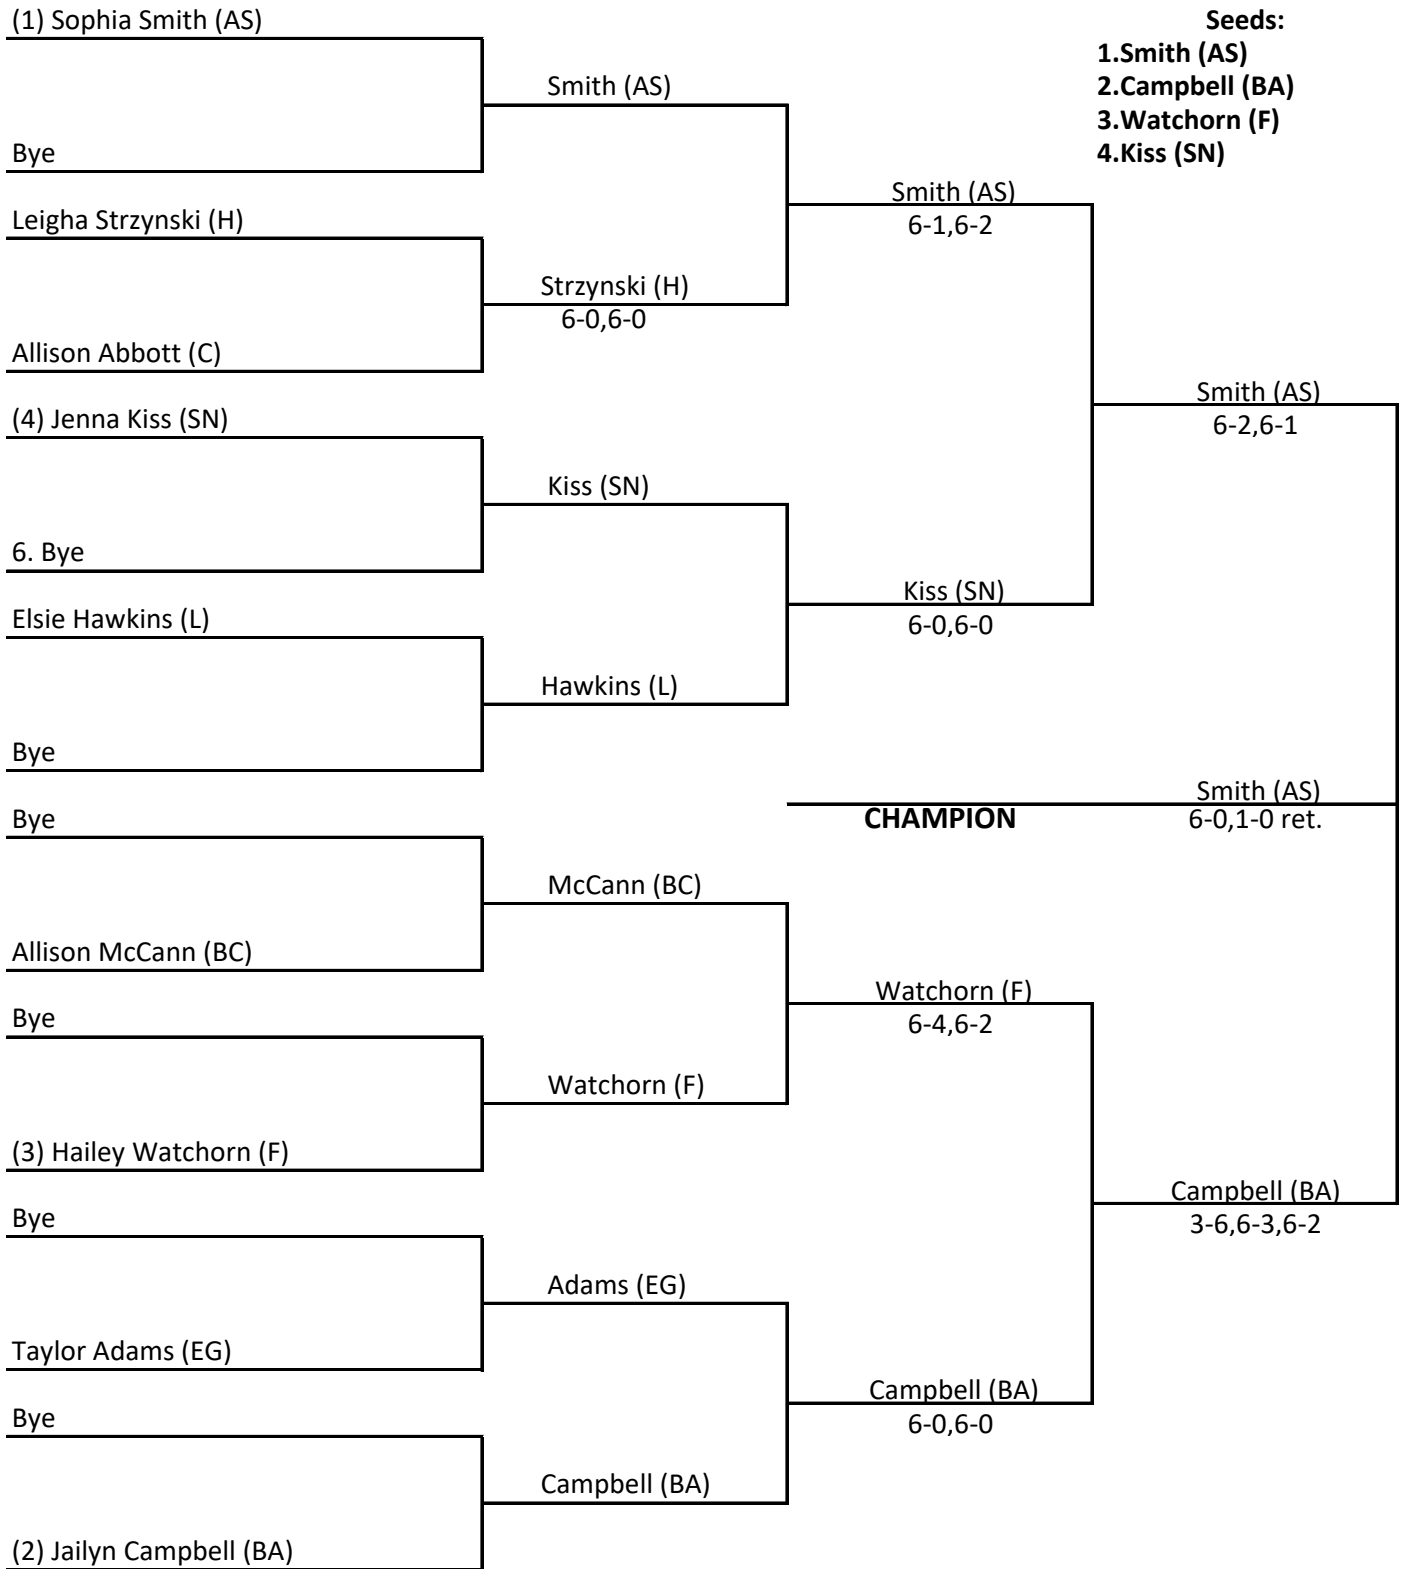 (1) Sophia Smith (AS)
Seeds:
1.Smith (AS)
2.Campbell (BA)
3.Watchorn (F)
4.Kiss (SN)
Smith (AS)
Bye
Smith (AS)
6-1,6-2
Leigha Strzynski (H)
Strzynski (H)
6-0,6-0
Allison Abbott (C)
Smith (AS)
6-2,6-1
(4) Jenna Kiss (SN)
Kiss (SN)
6. Bye
Kiss (SN)
6-0,6-0
Elsie Hawkins (L)
Hawkins (L)
Bye
Smith (AS)
CHAMPION
6-0,1-0 ret.
Bye
McCann (BC)
Allison McCann (BC)
Watchorn (F)
6-4,6-2
Bye
Watchorn (F)
(3) Hailey Watchorn (F)
Campbell (BA)
3-6,6-3,6-2
Bye
Adams (EG)
Taylor Adams (EG)
Campbell (BA)
6-0,6-0
Bye
Campbell (BA)
(2) Jailyn Campbell (BA)